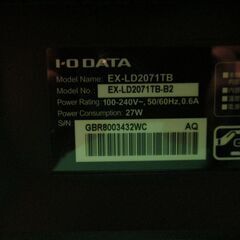 I-O DATA
Model Name: EX-LD2071TB
Model No.: EX-LD2071TB-B2
Power Rating: 100-240V~, 50/60Hz, 0.6A
Power Consumption: 27W
S/N
GBR8003432WC AQ